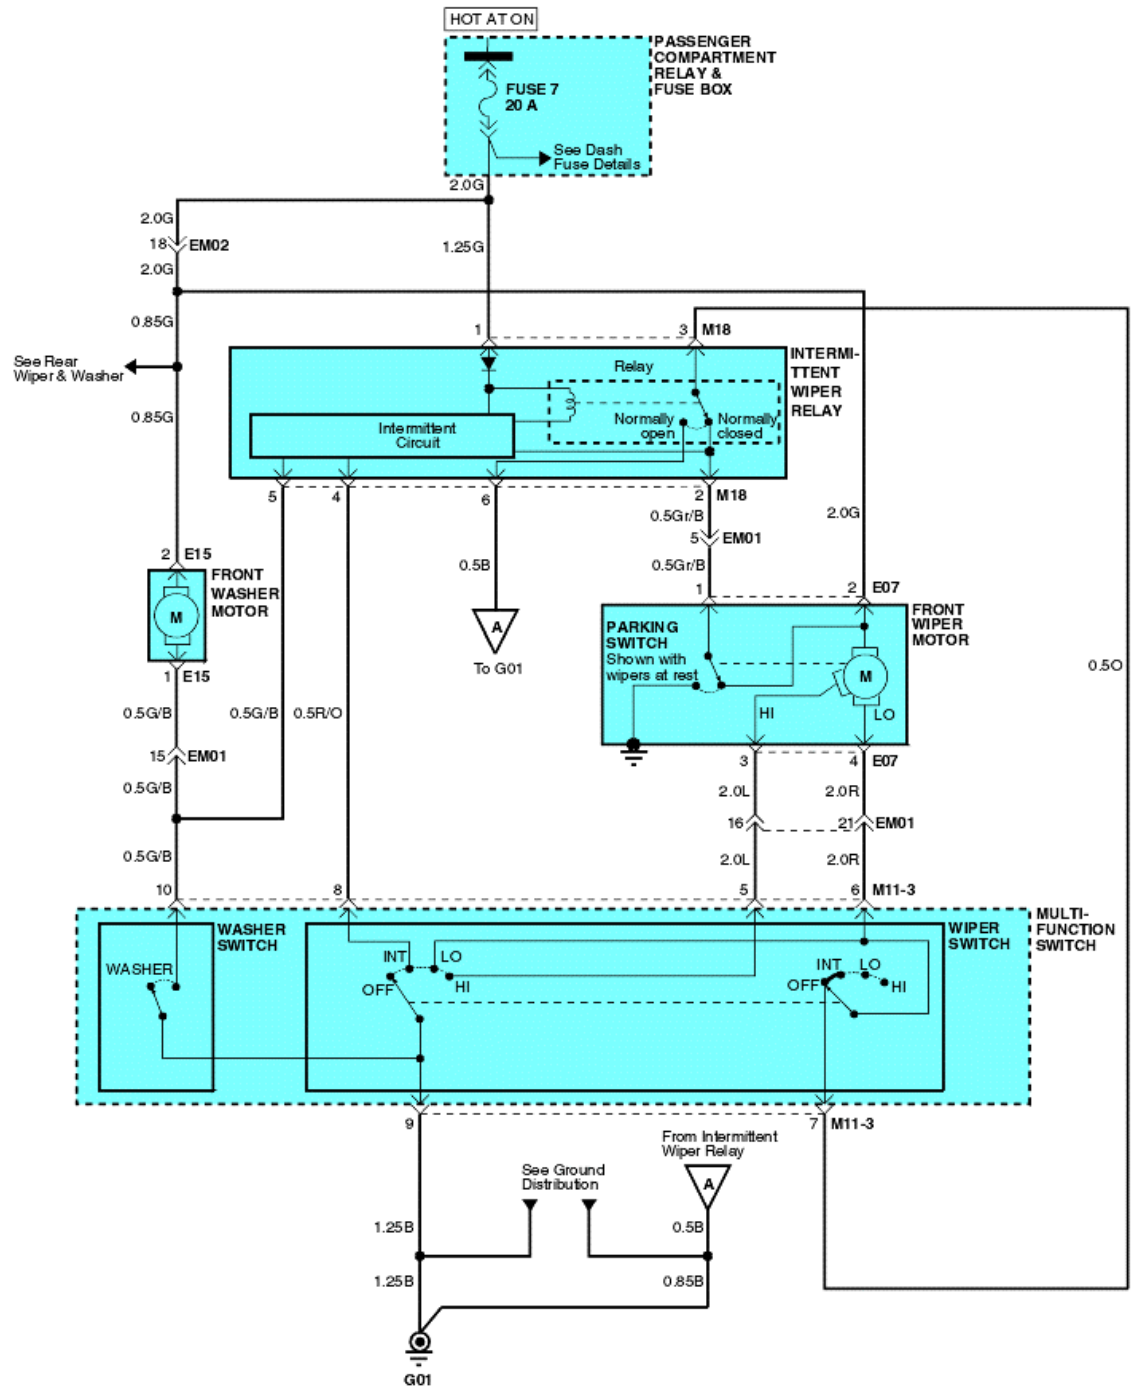 HOT AT ON
PASSENGER
COMPARTMENT
RELAY &
FUSE BOX
FUSE 7
20 A
See Dash
Fuse Details
2.0G
2.0G
18 EM02
1.25G
2.0G
0.85G
See Rear
Wiper & Washer
0.85G
1
3 M18
INTERMI-
TTENT
WIPER
RELAY
Relay
Normally
open
Normally
closed
Intermittent
Circuit
5
4
6
2 M18
0.5Gr/B
2.0G
5 EM01
0.5B
0.5Gr/B
2 E15
FRONT
WASHER
MOTOR
M
1 E15
A
To G01
1
2 E07
FRONT
WIPER
MOTOR
PARKING
SWITCH
Shown with
wipers at rest
M
HI
LO
0.5O
0.5G/B
0.5G/B
0.5R/O
15 EM01
3
4 E07
0.5G/B
2.0L
2.0R
16
21 EM01
0.5G/B
2.0L
2.0R
10
8
5
6 M11-3
WASHER
SWITCH
WIPER
SWITCH
MULTI-
FUNCTION
SWITCH
WASHER
INT
LO
OFF
HI
INT
LO
OFF
HI
9
7 M11-3
From Intermittent
Wiper Relay
A
See Ground
Distribution
1.25B
0.5B
1.25B
0.85B
G01